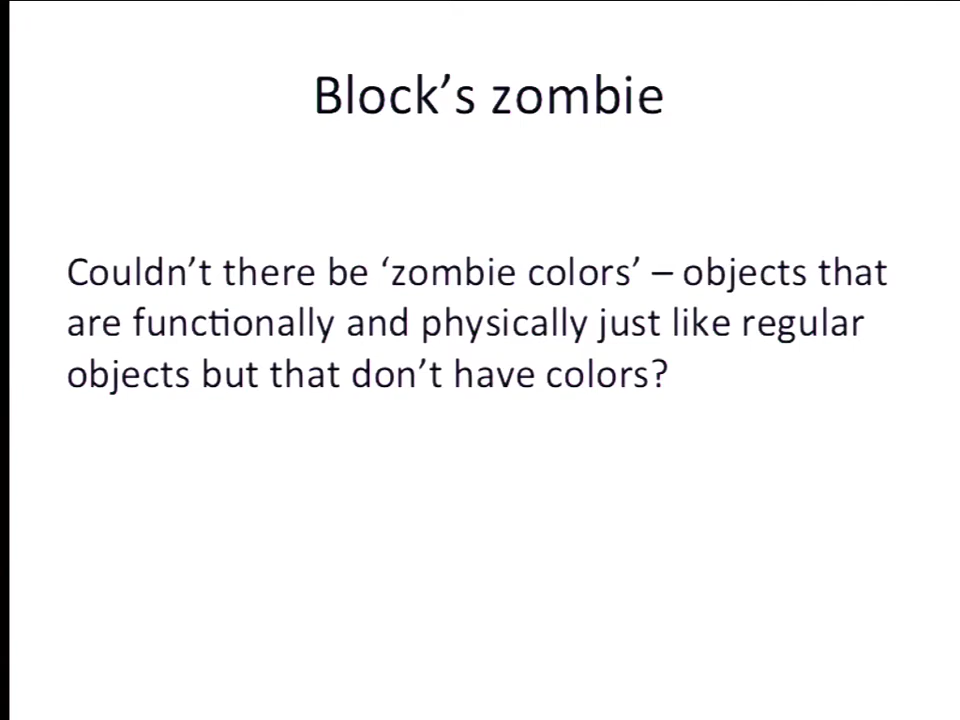 Block’s zombie
Couldn’t there be ‘zombie colors’ – objects that
are functionally and physically just like regular
objects but that don’t have colors?